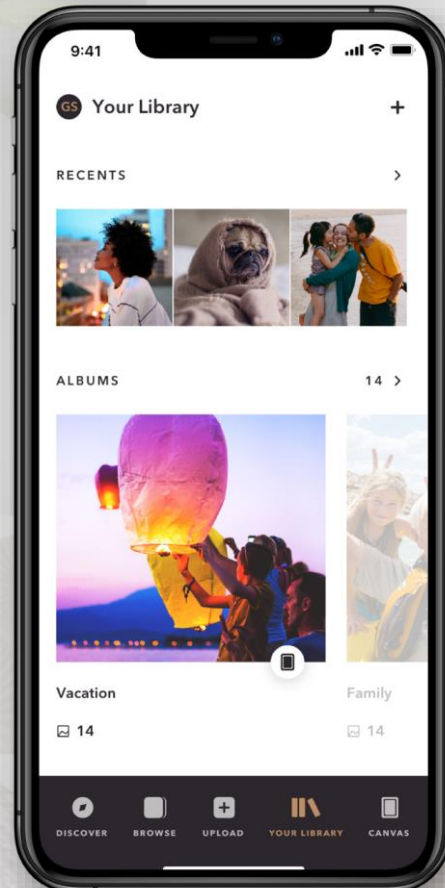 9:41
GS Your Library +
RECENTS >
ALBUMS 14 >
Vacation
14
Family
14
DISCOVER BROWSE UPLOAD YOUR LIBRARY CANVAS